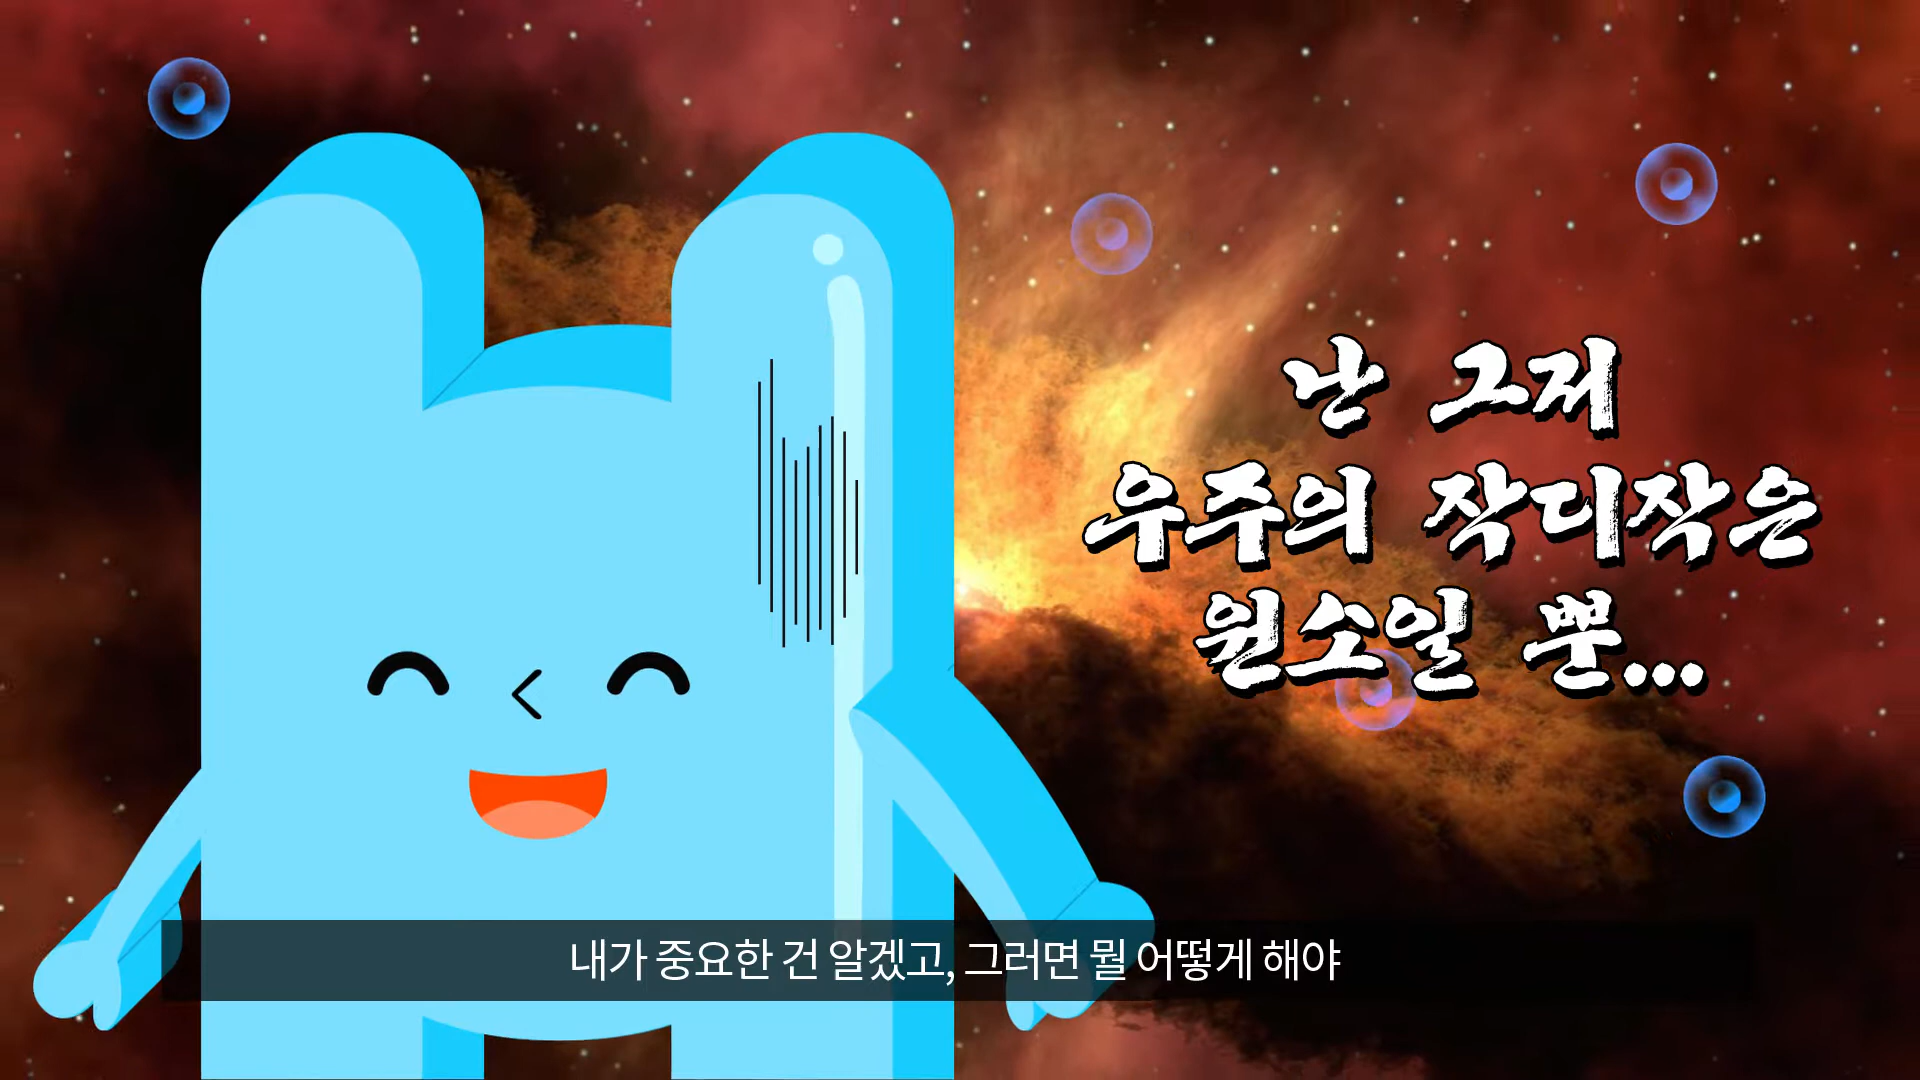 난 그저
우주의 작디작은
원소일 뿐...
내가 중요한 건 알겠고, 그러면 뭘 어떻게 해야